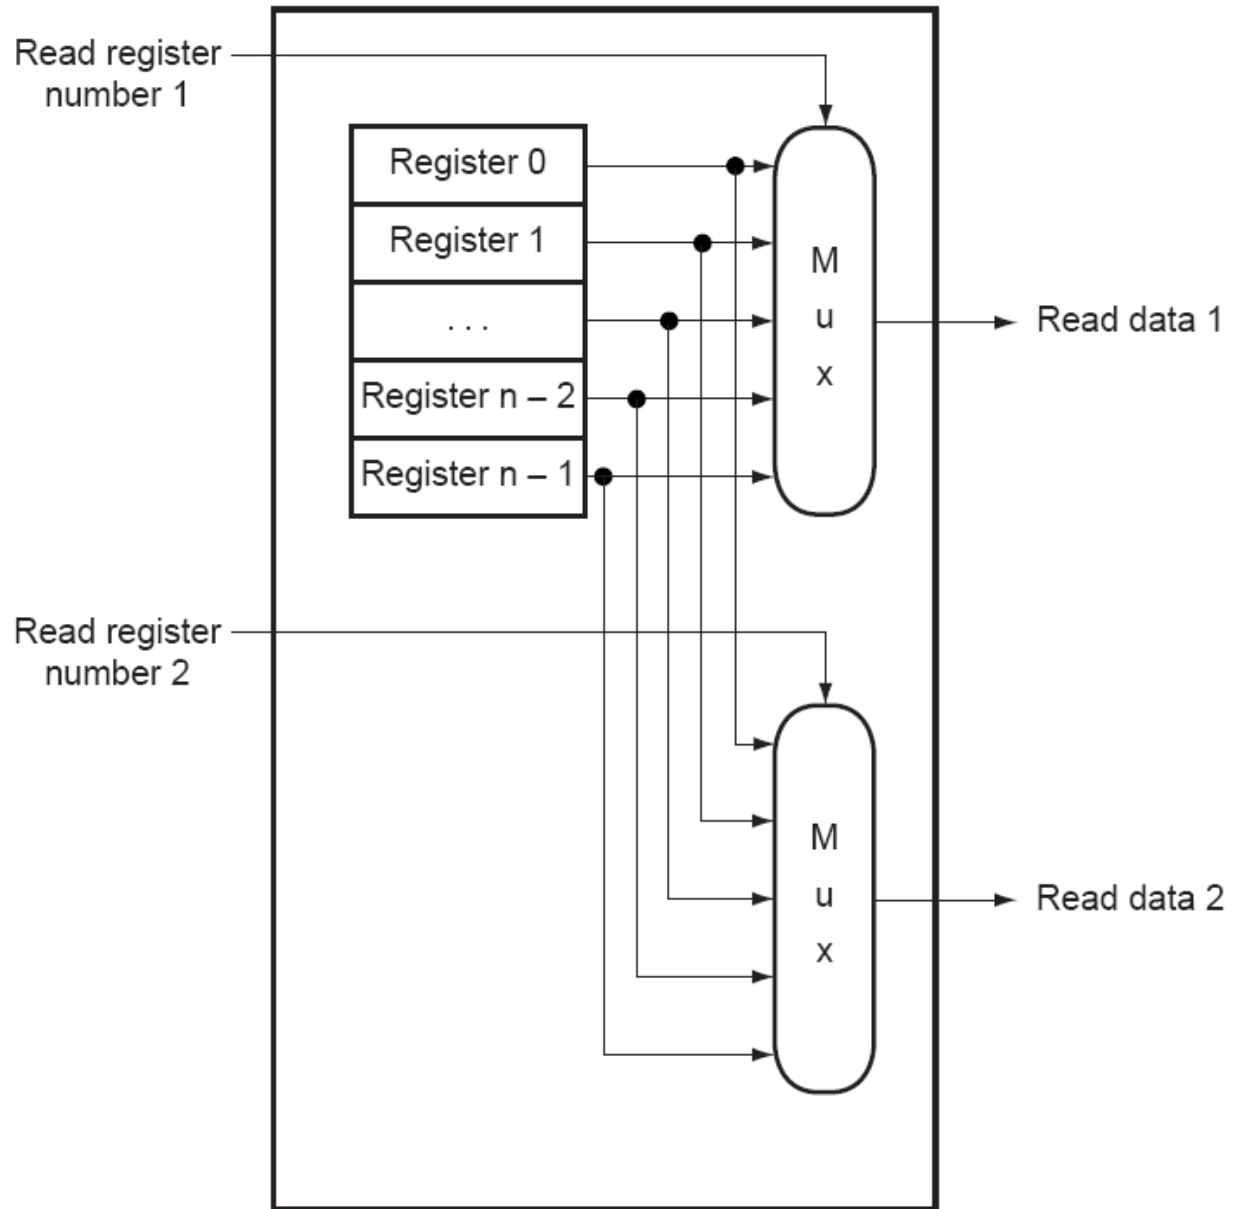 Read register
number 1
Register 0
Register 1
. . .
Register n – 2
Register n – 1
M
u
x
Read data 1
Read register
number 2
M
u
x
Read data 2